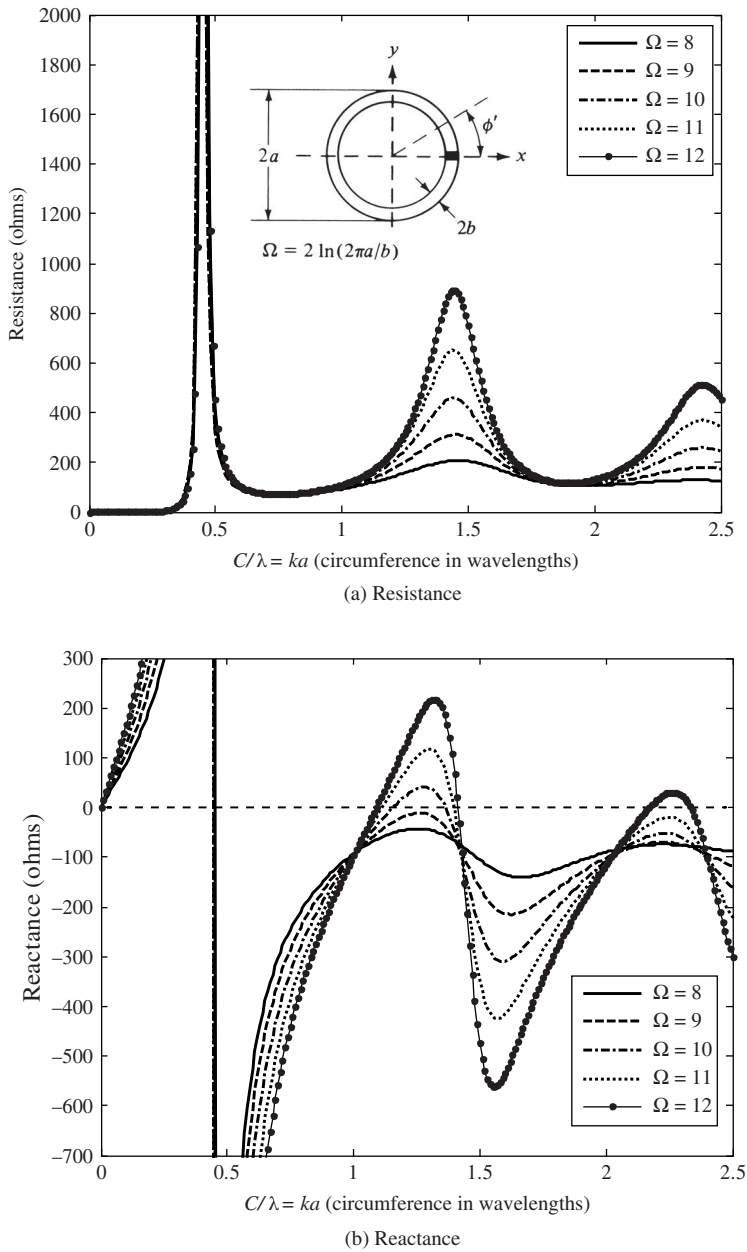 2000
1800
1600
1400
1200
1000
800
600
400
200
0
Resistance (ohms)
Ω = 8
Ω = 9
Ω = 10
Ω = 11
Ω = 12
y
x
ϕ′
2a
2b
Ω = 2 ln(2πa/b)
0 0.5 1 1.5 2 2.5
C/λ = ka (circumference in wavelengths)
(a) Resistance
300
200
100
0
−100
−200
−300
−400
−500
−600
−700
Reactance (ohms)
Ω = 8
Ω = 9
Ω = 10
Ω = 11
Ω = 12
0 0.5 1 1.5 2 2.5
C/λ = ka (circumference in wavelengths)
(b) Reactance